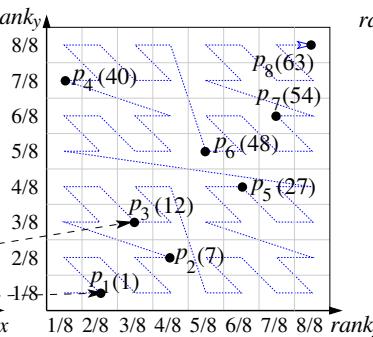 rank_y
ra
8/8
p_8(63)
7/8
p_4(40)
p_7(54)
6/8
p_6(48)
5/8
4/8
p_5(27)
p_3(12)
3/8
2/8
p_2(7)
p_1(1)
1/8
x
1/8 2/8 3/8 4/8 5/8 6/8 7/8 8/8 rank